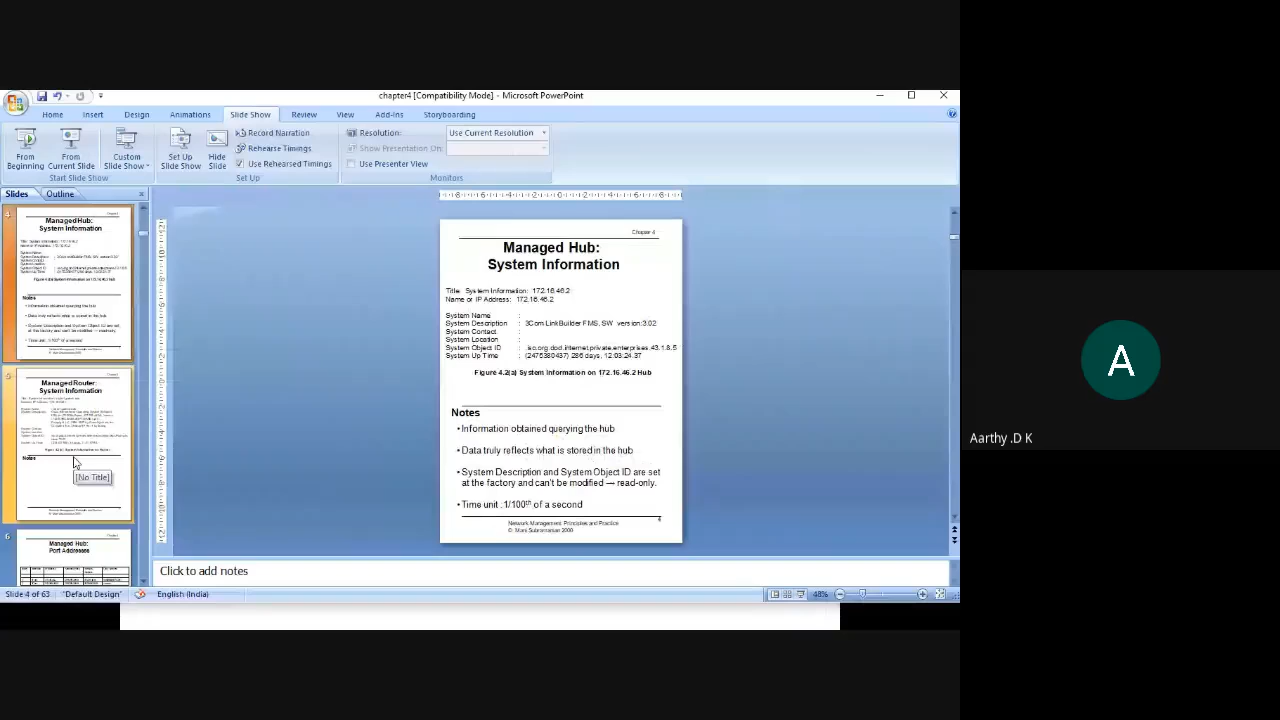 chapter4 [Compatibility Mode] - Microsoft PowerPoint
Home Insert Design Animations Slide Show Review View Add-Ins Storyboarding
From Beginning
From Current Slide
Custom Slide Show
Start Slide Show
Set Up Slide Show
Hide Slide
Record Narration
Rehearse Timings
Use Rehearsed Timings
Set Up
Resolution: Use Current Resolution
Show Presentation On:
Use Presenter View
Monitors
Slides Outline
4
Managed Hub:
System Information
Notes
Managed Router:
System Information
Notes
[No Title]
6
Managed Hub:
Port Addresses
Chapter 4
Managed Hub:
System Information
Title System Information: 172.16.46.2
Name or IP Address: 172.16.46.2
System Name :
System Description : 3Com LinkBuilder FMS, SW version:3.02
System Contact :
System Location :
System Object ID : .iso.org.dod.internet.private.enterprises.43.1.8.5
System Up Time : (2475380437) 286 days, 12:03:24.37
Figure 4.2(a) System Information on 172.16.46.2 Hub
Notes
• Information obtained querying the hub
• Data truly reflects what is stored in the hub
• System Description and System Object ID are set
at the factory and can't be modified — read-only.
• Time unit :1/100th of a second
4
Network Management: Principles and Practice
© Mani Subramanian 2000
Click to add notes
Slide 4 of 63 "Default Design" English (India) 48%
A
Aarthy .D K